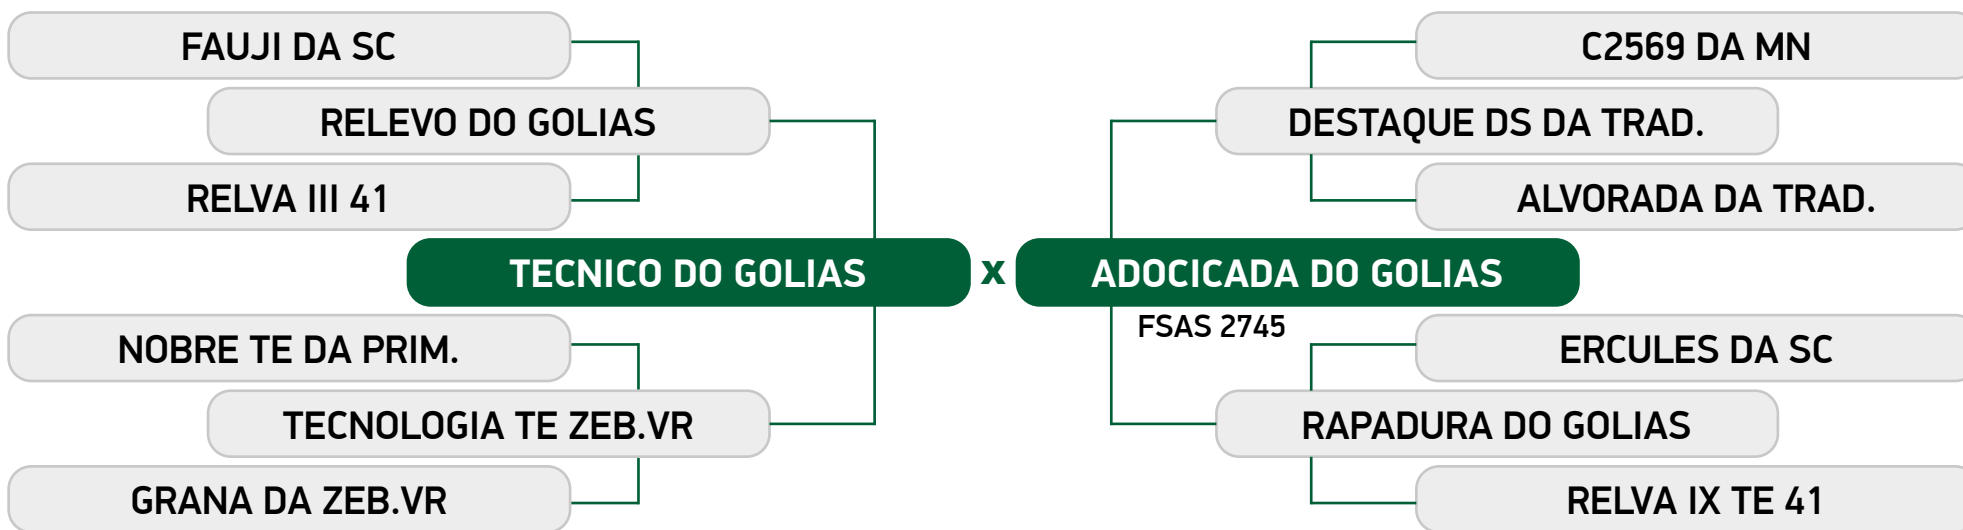 FAUJI DA SC
C2569 DA MN
RELEVO DO GOLIAS
DESTAQUE DS DA TRAD.
RELVA III 41
ALVORADA DA TRAD.
TECNICO DO GOLIAS
x
ADOCICADA DO GOLIAS
FSAS 2745
NOBRE TE DA PRIM.
ERCULES DA SC
TECNOLOGIA TE ZEB.VR
RAPADURA DO GOLIAS
GRANA DA ZEB.VR
RELVA IX TE 41